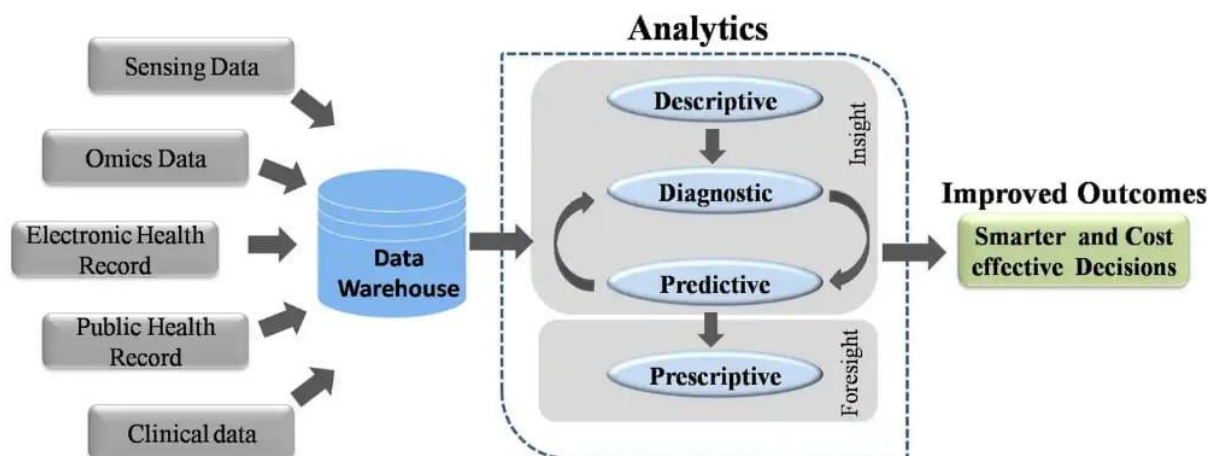 Analytics
Sensing Data
Omics Data
Electronic Health
Record
Public Health
Record
Clinical data
Data
Warehouse
Descriptive
Diagnostic
Predictive
Insight
Prescriptive
Foresight
Improved Outcomes
Smarter and Cost
effective Decisions